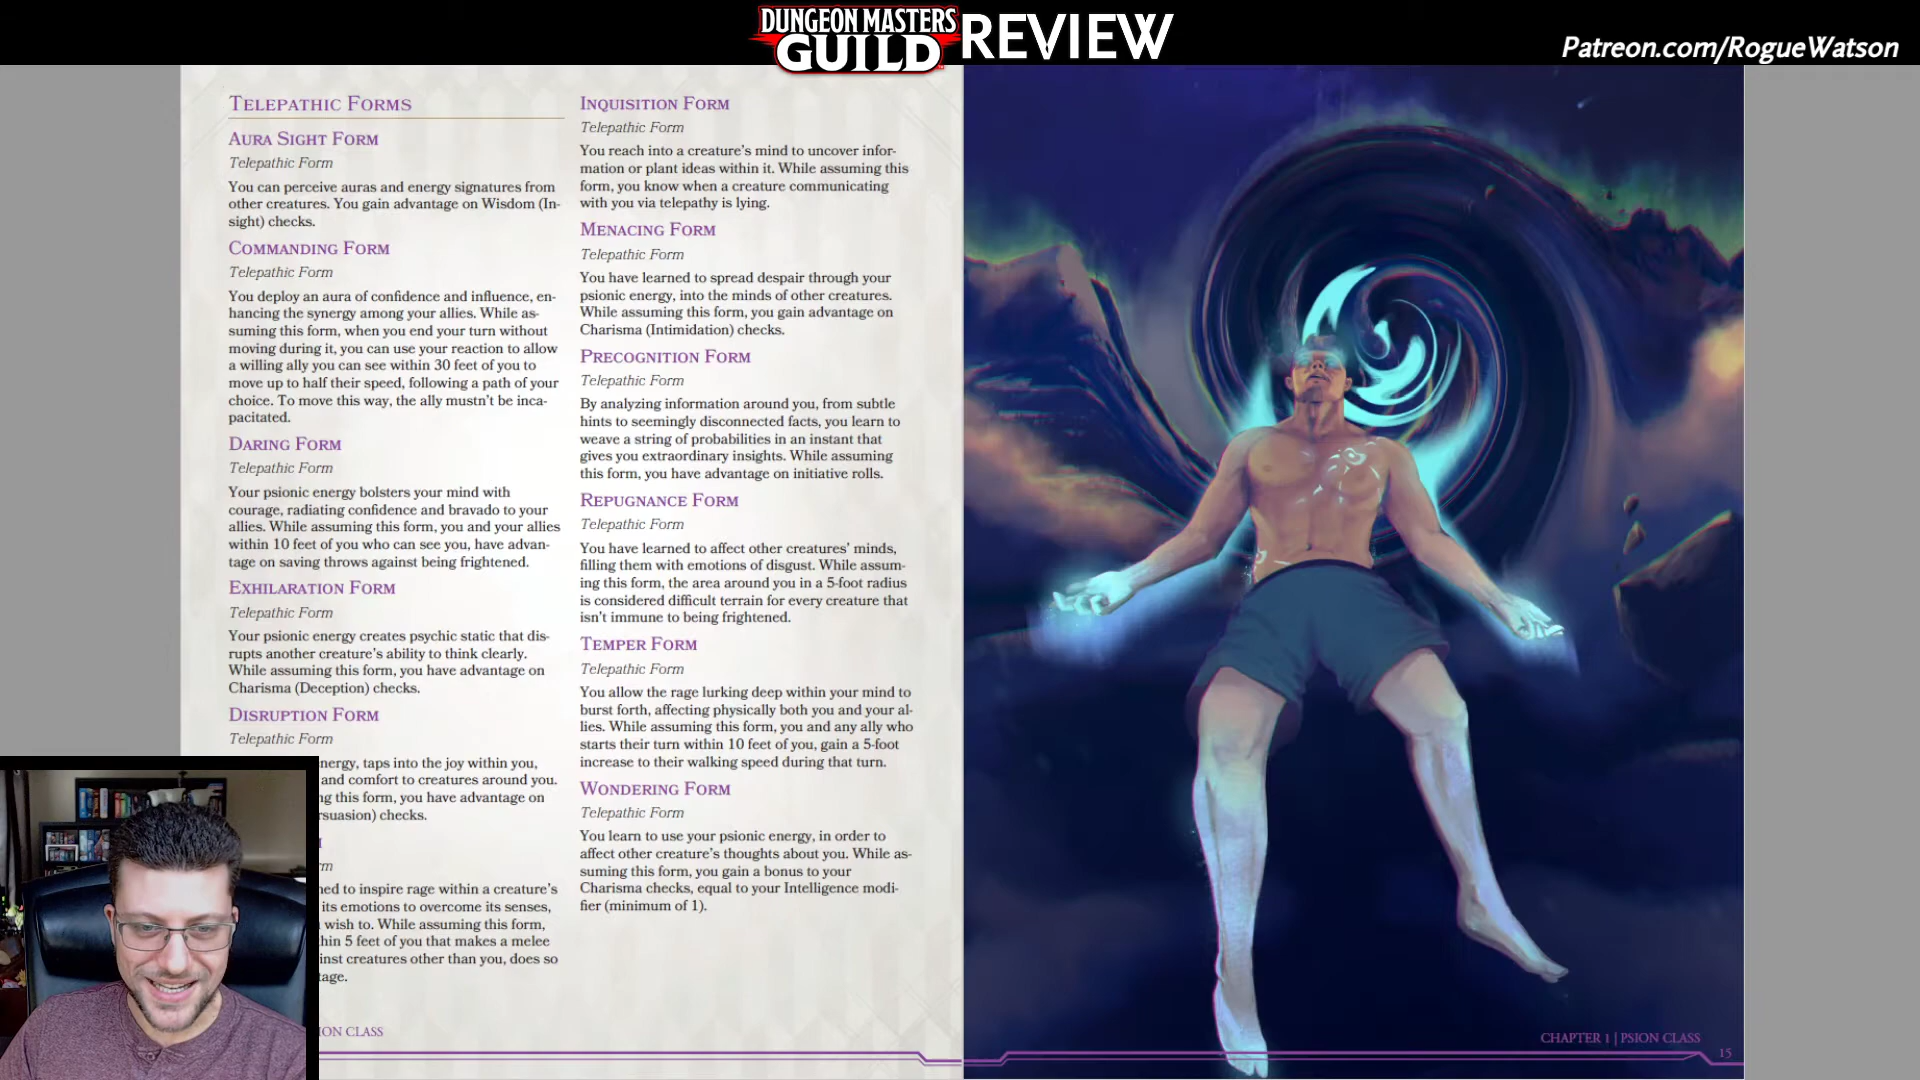 DUNGEON MASTERS
GUILD
REVIEW
Patreon.com/RogueWatson
TELEPATHIC FORMS
AURA SIGHT FORM
Telepathic Form
You can perceive auras and energy signatures from
other creatures. You gain advantage on Wisdom (In-
sight) checks.
COMMANDING FORM
Telepathic Form
You deploy an aura of confidence and influence, en-
hancing the synergy among your allies. While as-
suming this form, when you end your turn without
moving during it, you can use your reaction to allow
a willing ally you can see within 30 feet of you to
move up to half their speed, following a path of your
choice. To move this way, the ally mustn't be inca-
pacitated.
DARING FORM
Telepathic Form
Your psionic energy bolsters your mind with
courage, radiating confidence and bravado to your
allies. While assuming this form, you and your allies
within 10 feet of you who can see you, have advan-
tage on saving throws against being frightened.
EXHILARATION FORM
Telepathic Form
Your psionic energy creates psychic static that dis-
rupts another creature's ability to think clearly.
While assuming this form, you have advantage on
Charisma (Deception) checks.
DISRUPTION FORM
Telepathic Form
nergy, taps into the joy within you,
and comfort to creatures around you.
ng this form, you have advantage on
rsuasion) checks.
rm
ned to inspire rage within a creature's
its emotions to overcome its senses,
wish to. While assuming this form,
hin 5 feet of you that makes a melee
inst creatures other than you, does so
tage.
ION CLASS
INQUISITION FORM
Telepathic Form
You reach into a creature's mind to uncover infor-
mation or plant ideas within it. While assuming this
form, you know when a creature communicating
with you via telepathy is lying.
MENACING FORM
Telepathic Form
You have learned to spread despair through your
psionic energy, into the minds of other creatures.
While assuming this form, you gain advantage on
Charisma (Intimidation) checks.
PRECOGNITION FORM
Telepathic Form
By analyzing information around you, from subtle
hints to seemingly disconnected facts, you learn to
weave a string of probabilities in an instant that
gives you extraordinary insights. While assuming
this form, you have advantage on initiative rolls.
REPUGNANCE FORM
Telepathic Form
You have learned to affect other creatures' minds,
filling them with emotions of disgust. While assum-
ing this form, the area around you in a 5-foot radius
is considered difficult terrain for every creature that
isn't immune to being frightened.
TEMPER FORM
Telepathic Form
You allow the rage lurking deep within your mind to
burst forth, affecting physically both you and your al-
lies. While assuming this form, you and any ally who
starts their turn within 10 feet of you, gain a 5-foot
increase to their walking speed during that turn.
WONDERING FORM
Telepathic Form
You learn to use your psionic energy, in order to
affect other creature's thoughts about you. While as-
suming this form, you gain a bonus to your
Charisma checks, equal to your Intelligence modi-
fier (minimum of 1).
CHAPTER 1 | PSION CLASS
15